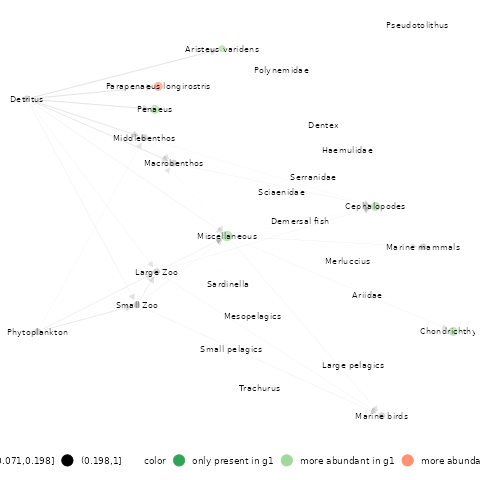 Pseudotolithus
Aristeus varidens
Polynemidae
Parapenaeus longirostris
Detritus
Penaeus
Dentex
Middlebenthos
Haemulidae
Macrobenthos
Serranidae
Sciaenidae
Cephalopodes
Demersal fish
Miscellaneous
Marine mammals
Merluccius
Large Zoo
Sardinella
Ariidae
Small Zoo
Mesopelagics
Phytoplankton
Chondrichthy
Small pelagics
Large pelagics
Trachurus
Marine birds
0.071,0.198] (0.198,1] color only present in g1 more abundant in g1 more abunda